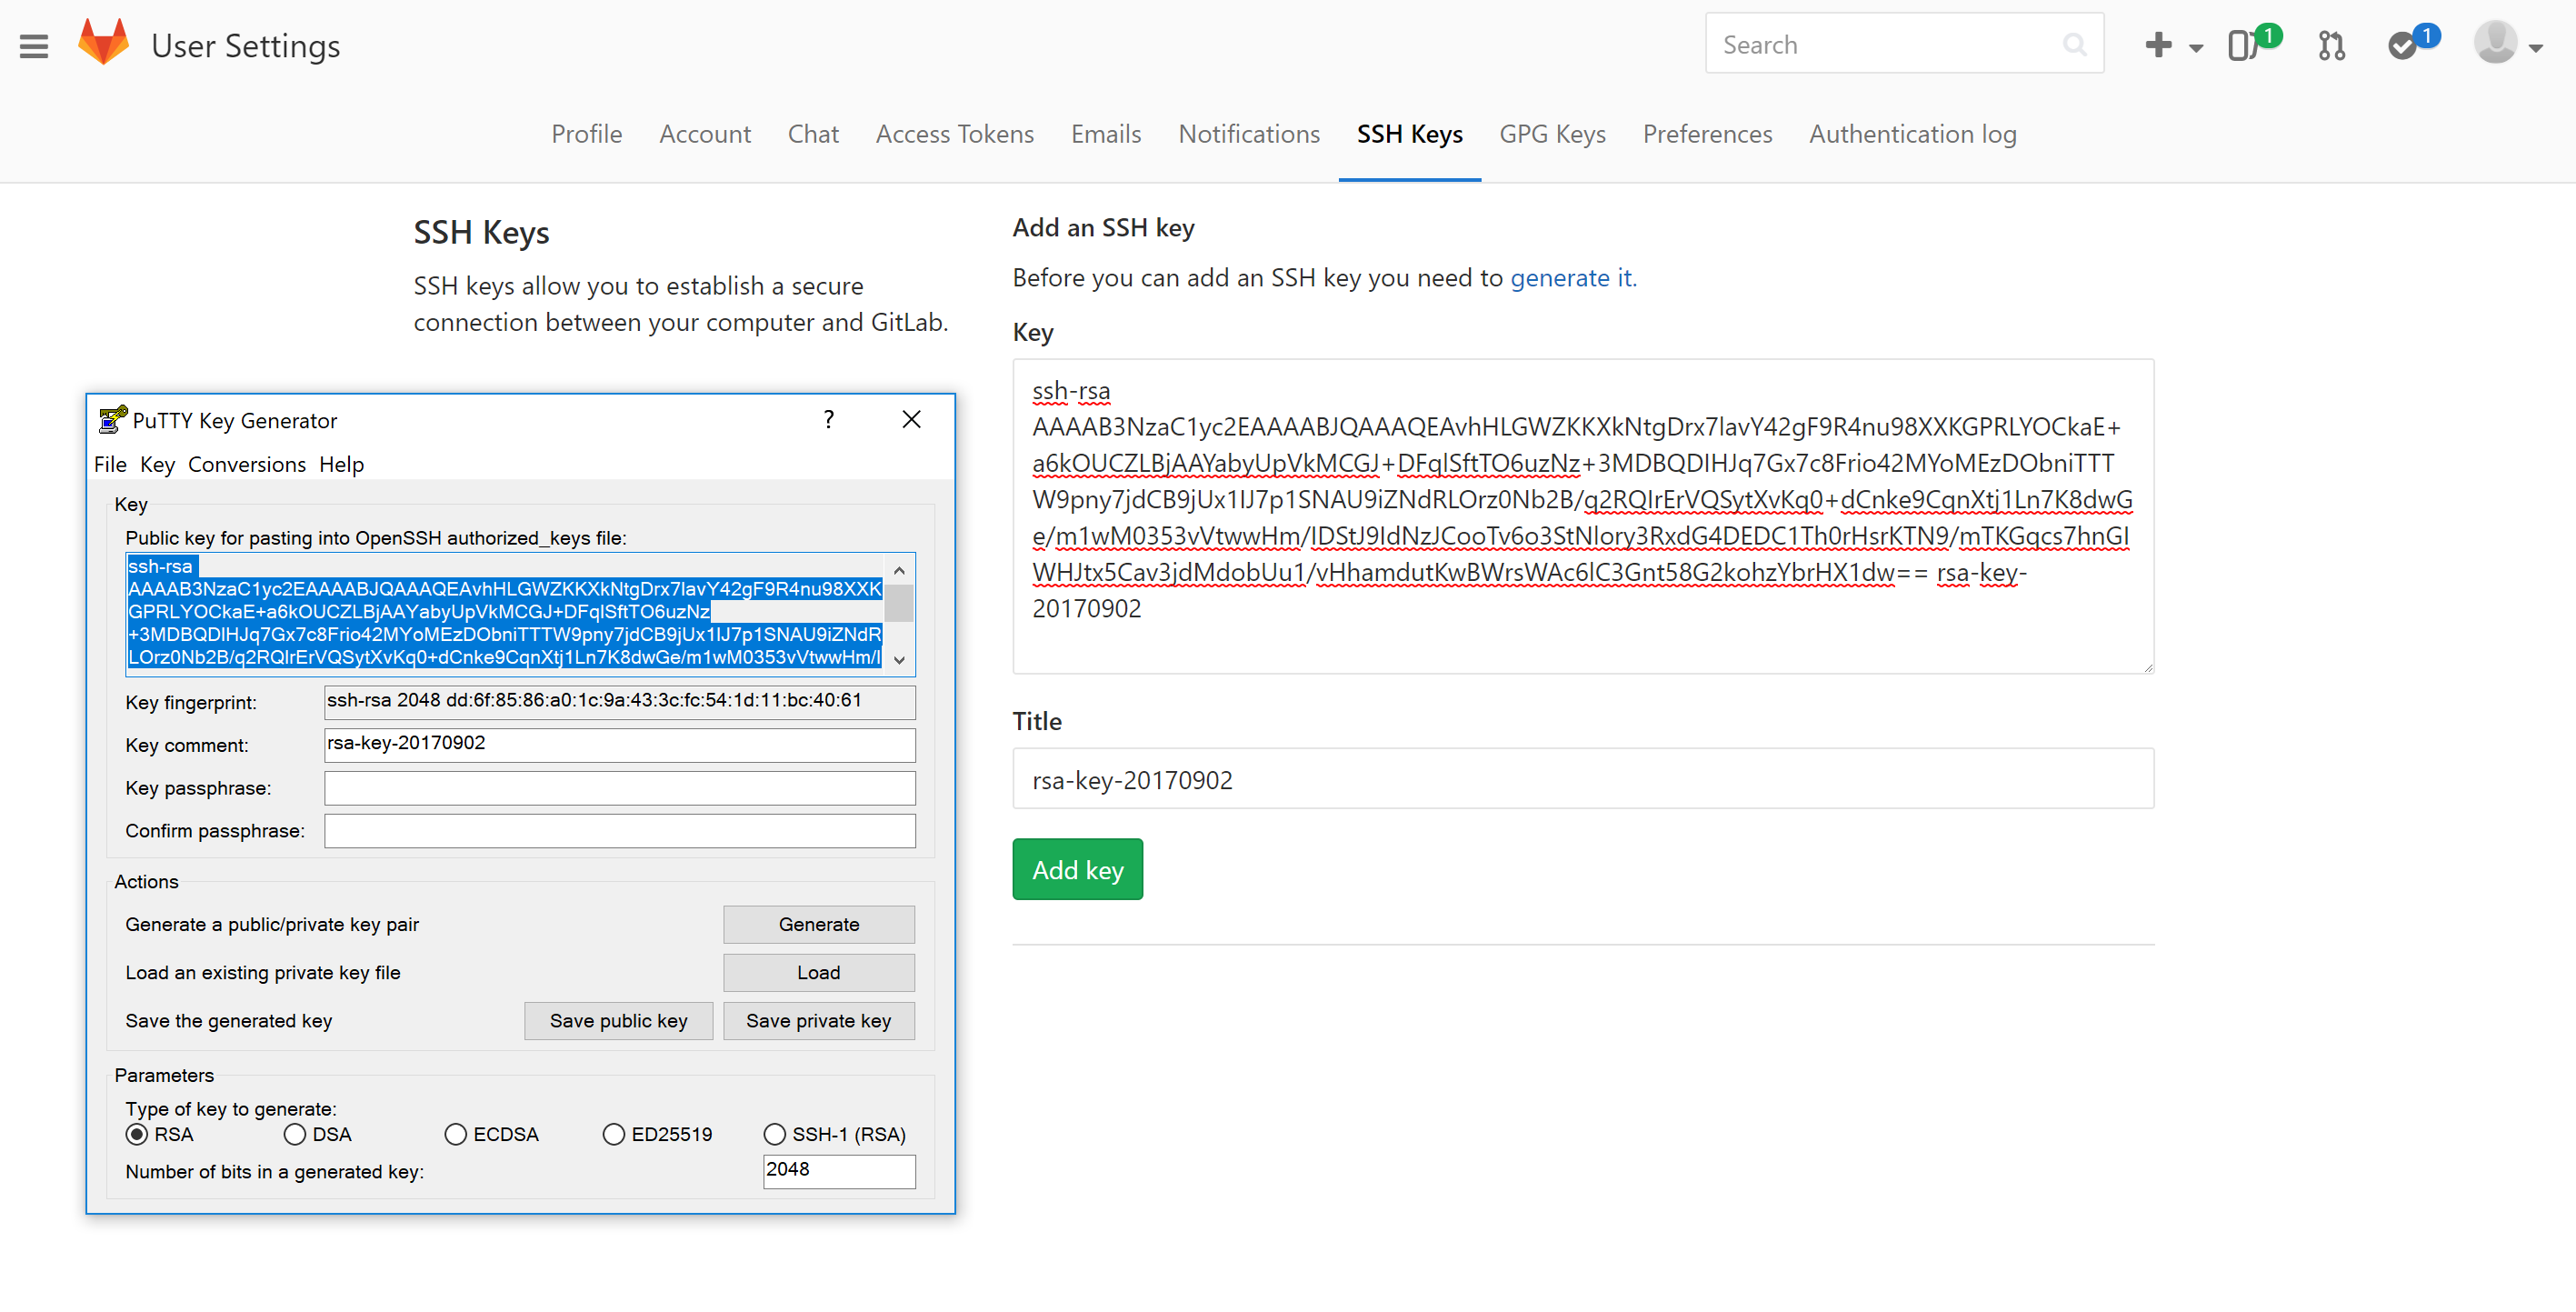 User Settings
Search
1
1
Profile Account Chat Access Tokens Emails Notifications SSH Keys GPG Keys Preferences Authentication log
SSH Keys
SSH keys allow you to establish a secure
connection between your computer and GitLab.
Add an SSH key
Before you can add an SSH key you need to generate it.
Key
ssh-rsa
AAAAB3NzaC1yc2EAAAABJQAAAQEAvhHLGWZKKXkNtgDrx7lavY42gF9R4nu98XXKGPRLYOCkaE+
a6kOUCZLBjAAYabyUpVkMCGJ+DFqlSftTO6uzNz+3MDBQDIHJq7Gx7c8Frio42MYoMEzDObniTTT
W9pny7jdCB9jUx1IJ7p1SNAU9iZNdRLOrz0Nb2B/q2RQIrErVQSytXvKq0+dCnke9CqnXtj1Ln7K8dwG
e/m1wM0353vVtwwHm/IDStJ9IdNzJCooTv6o3StNlory3RxdG4DEDC1Th0rHsrKTN9/mTKGqcs7hnGI
WHJtx5Cav3jdMdobUu1/vHhamdutKwBWrsWAc6lC3Gnt58G2kohzYbrHX1dw== rsa-key-
20170902
Title
rsa-key-20170902
Add key
PuTTY Key Generator
?
File Key Conversions Help
Key
Public key for pasting into OpenSSH authorized_keys file:
ssh-rsa
AAAAB3NzaC1yc2EAAAABJQAAAQEAvhHLGWZKKXkNtgDrx7lavY42gF9R4nu98XXK
GPRLYOCkaE+a6kOUCZLBjAAYabyUpVkMCGJ+DFqlSftTO6uzNz
+3MDBQDIHJq7Gx7c8Frio42MYoMEzDObniTTTW9pny7jdCB9jUx1IJ7p1SNAU9iZNdR
LOrz0Nb2B/q2RQIrErVQSytXvKq0+dCnke9CqnXtj1Ln7K8dwGe/m1wM0353vVtwwHm/I
Key fingerprint: ssh-rsa 2048 dd:6f:85:86:a0:1c:9a:43:3c:fc:54:1d:11:bc:40:61
Key comment: rsa-key-20170902
Key passphrase:
Confirm passphrase:
Actions
Generate a public/private key pair Generate
Load an existing private key file Load
Save the generated key Save public key Save private key
Parameters
Type of key to generate:
RSA DSA ECDSA ED25519 SSH-1 (RSA)
Number of bits in a generated key: 2048